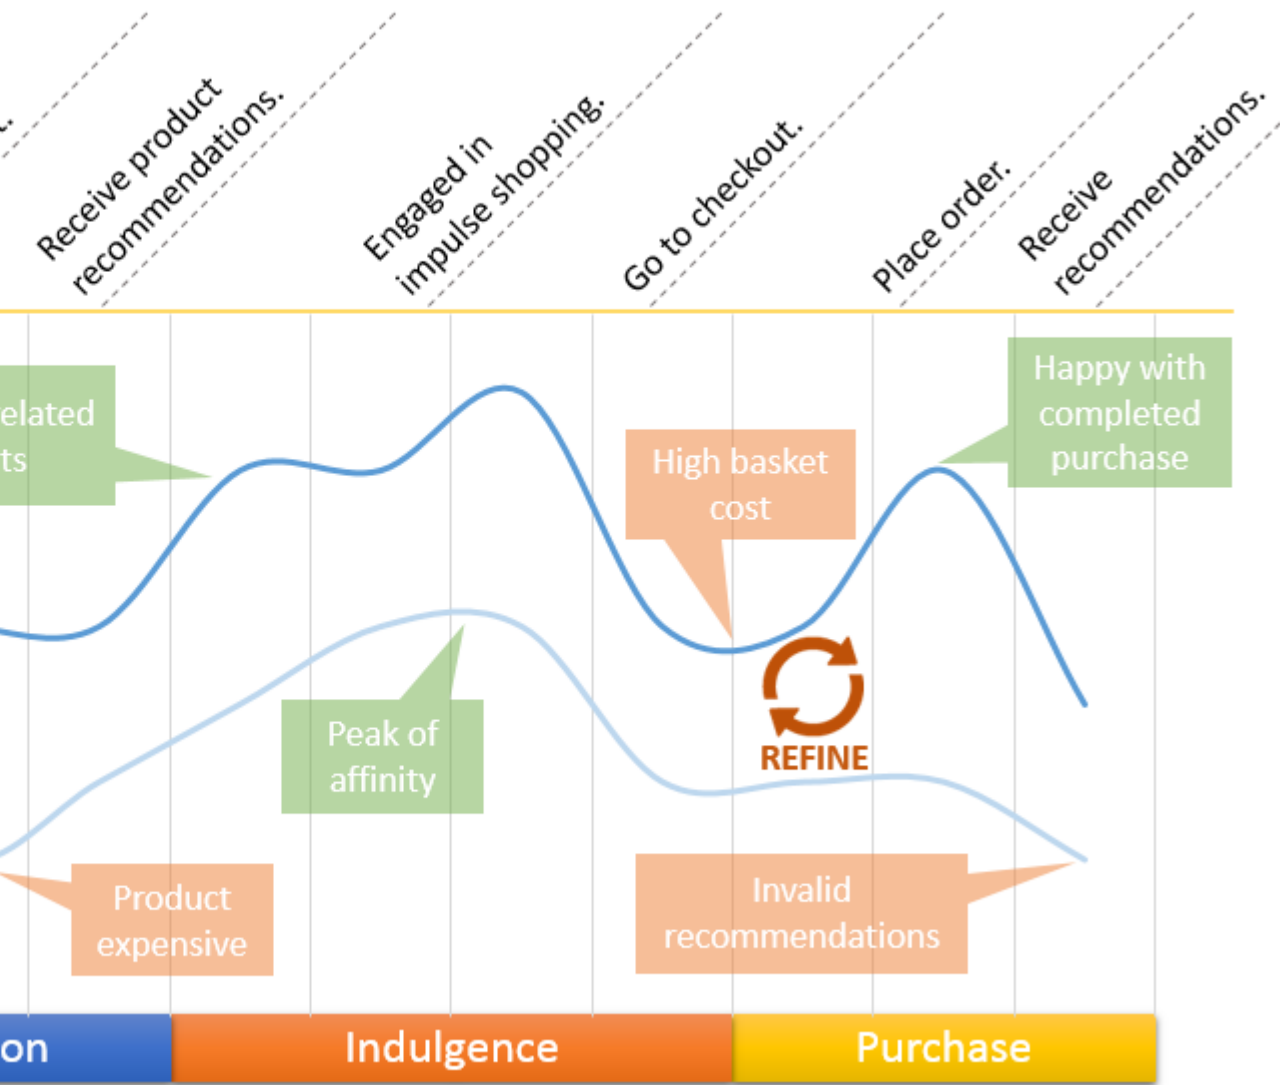 t.
Receive product
recommendations.
Engaged in
impulse shopping.
Go to checkout.
Place order.
Receive
recommendations.
elated
ts
Happy with
completed
purchase
High basket
cost
REFINE
Peak of
affinity
Product
expensive
Invalid
recommendations
on
Indulgence
Purchase